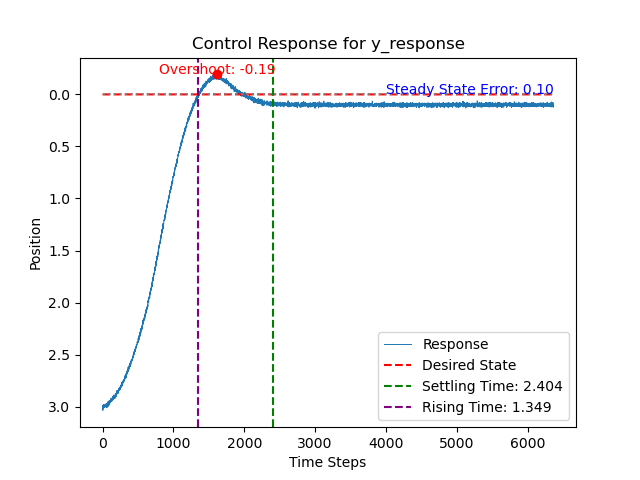 Control Response for y_response
Overshoot: -0.19
Steady State Error: 0.10
0.0
0.5
1.0
1.5
2.0
2.5
3.0
Position
Response
Desired State
Settling Time: 2.404
Rising Time: 1.349
0 1000 2000 3000 4000 5000 6000
Time Steps